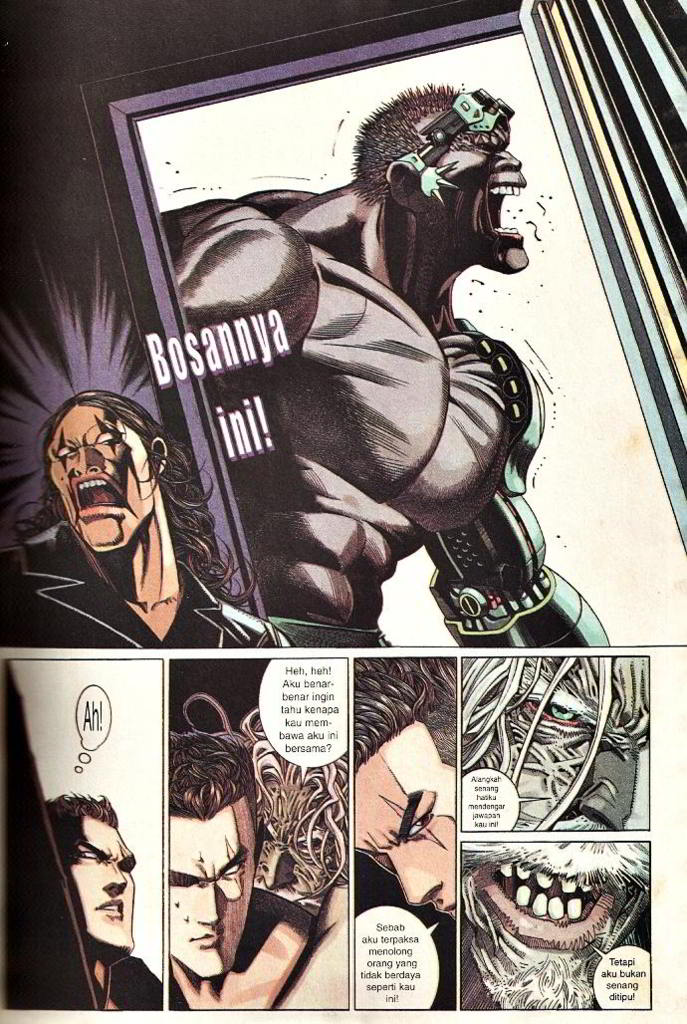 Bosannya
ini!
Ah!
Heh, heh!
Aku benar-
benar ingin
tahu kenapa
kau mem-
bawa aku ini
bersama?
Sebab
aku terpaksa
menolong
orang yang
tidak berdaya
seperti kau
ini!
Alangkah
senang
hatiku
mendengar
jawapan
kau ini!
Tetapi
aku bukan
senang
ditipu!